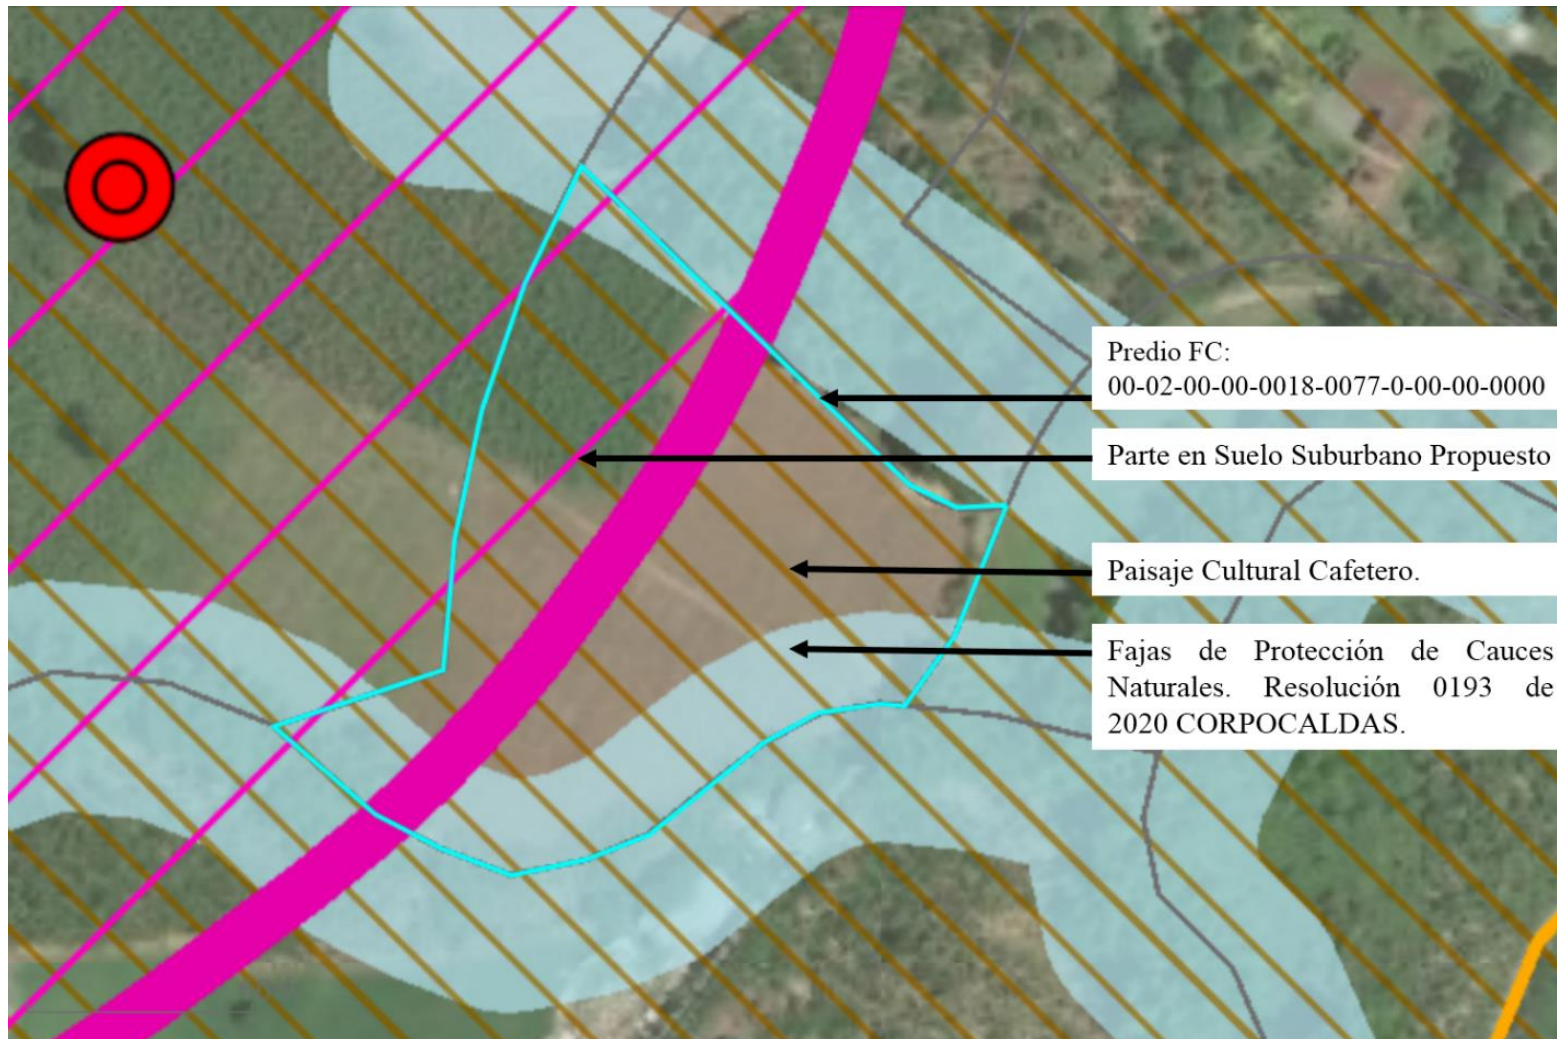 Predio FC:
00-02-00-00-0018-0077-0-00-00-0000
Parte en Suelo Suburbano Propuesto
Paisaje Cultural Cafetero.
Fajas de Protección de Cauces
Naturales. Resolución 0193 de
2020 CORPOCALDAS.